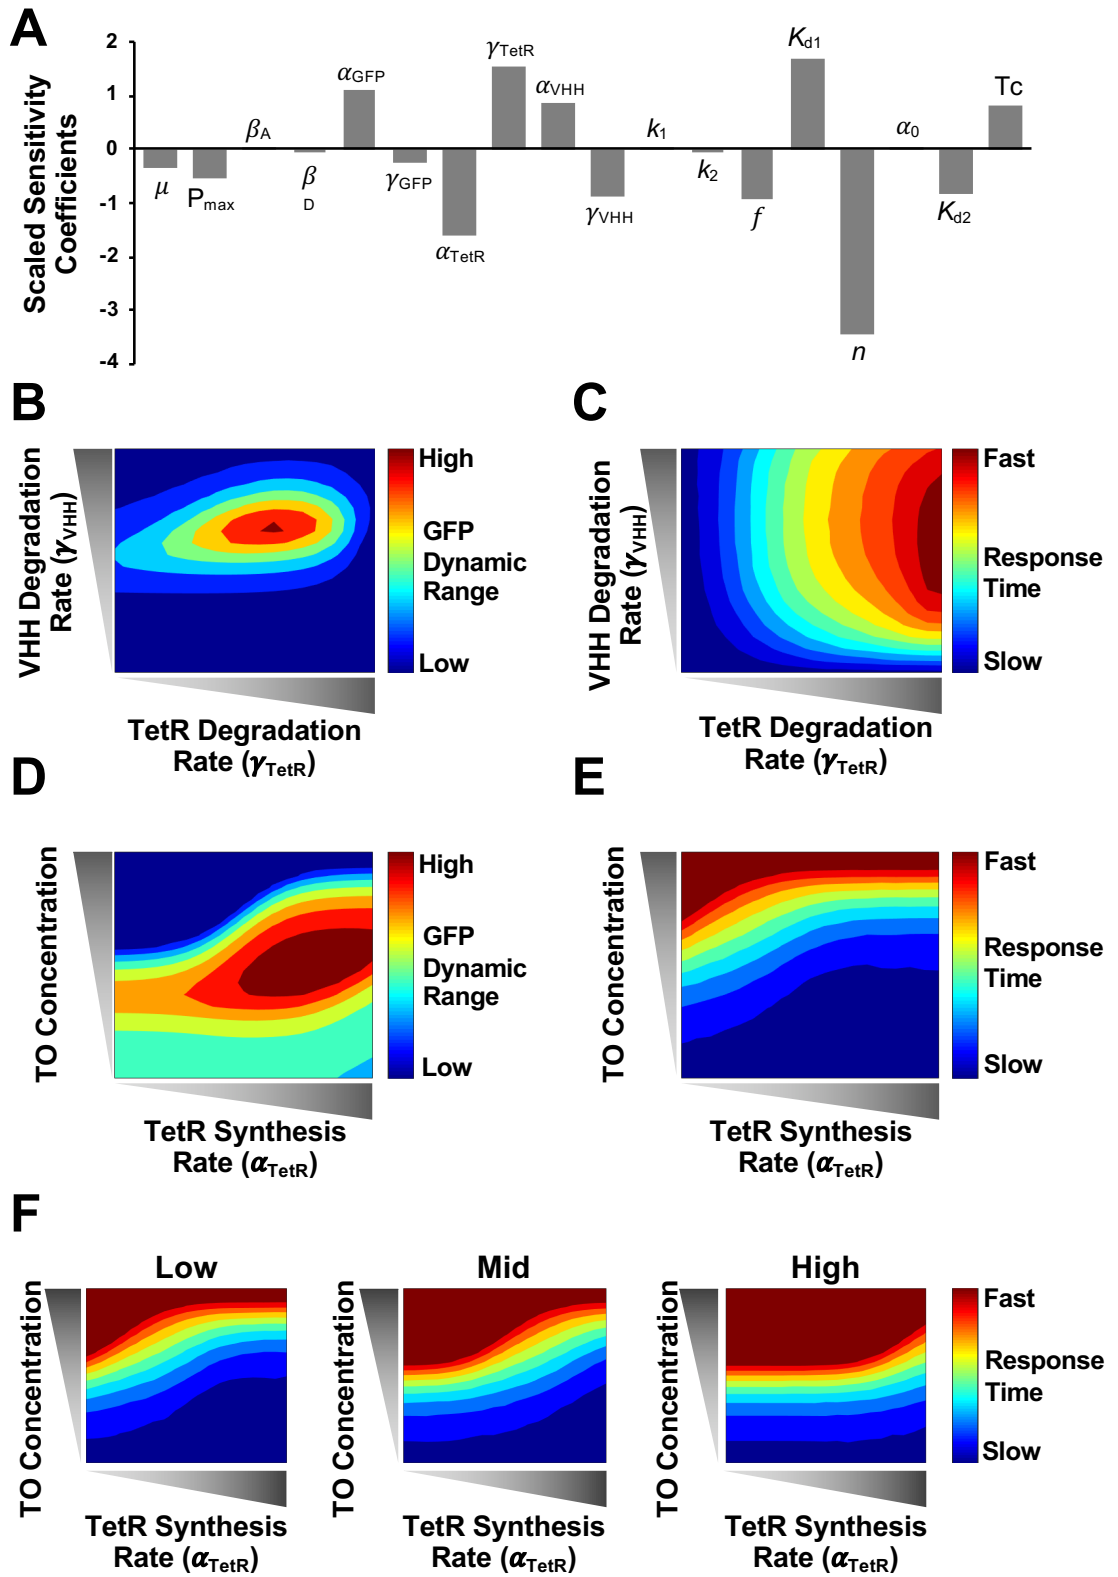 A
Scaled Sensitivity
Coefficients
2
1
0
-1
-2
-3
-4
μ
Pmax
βA
β
D
αGFP
γGFP
αTetR
γTetR
αVHH
γVHH
k1
k2
f
Kd1
n
α0
Kd2
Tc
B
VHH Degradation
Rate (γVHH)
High
GFP
Dynamic
Range
Low
TetR Degradation
Rate (γTetR)
C
VHH Degradation
Rate (γVHH)
Fast
Response
Time
Slow
TetR Degradation
Rate (γTetR)
D
TO Concentration
High
GFP
Dynamic
Range
Low
TetR Synthesis
Rate (αTetR)
E
TO Concentration
Fast
Response
Time
Slow
TetR Synthesis
Rate (αTetR)
F
Low
TO Concentration
TetR Synthesis
Rate (αTetR)
Mid
TO Concentration
TetR Synthesis
Rate (αTetR)
High
TO Concentration
TetR Synthesis
Rate (αTetR)
Fast
Response
Time
Slow